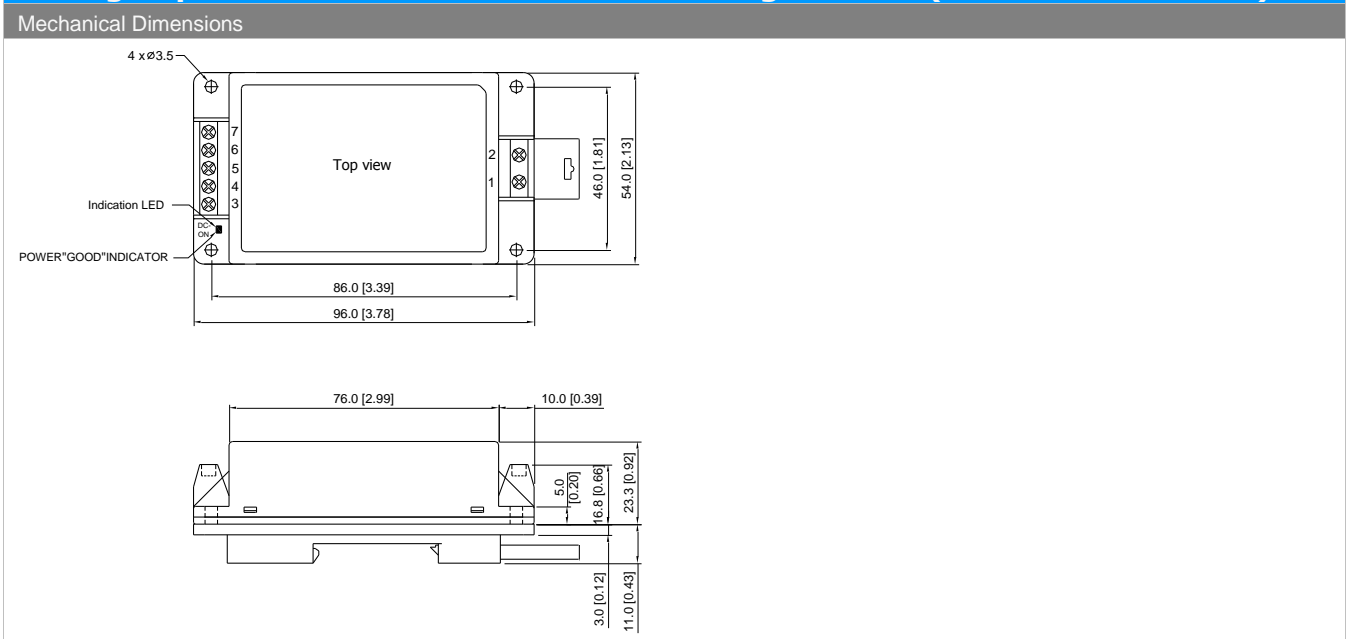 Mechanical Dimensions
4 x ø3.5
7
6
5
4
3
Top view
2
1
46.0 [1.81]
54.0 [2.13]
Indication LED
DC-
ON
POWER"GOOD"INDICATOR
86.0 [3.39]
96.0 [3.78]
76.0 [2.99]
10.0 [0.39]
5.0
[0.20]
16.8 [0.66]
23.3 [0.92]
3.0 [0.12]
11.0 [0.43]